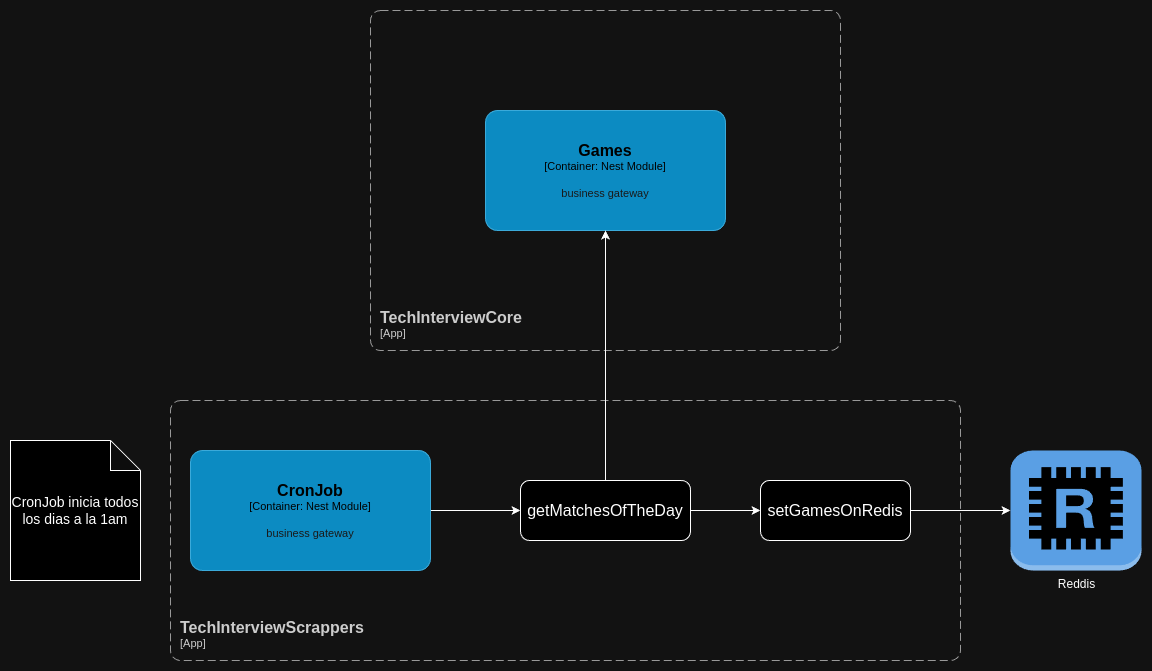 Games
[Container: Nest Module]
business gateway
TechInterviewCore
[App]
CronJob inicia todos
los dias a la 1am
CronJob
[Container: Nest Module]
business gateway
getMatchesOfTheDay
setGamesOnRedis
R
Reddis
TechInterviewScrappers
[App]